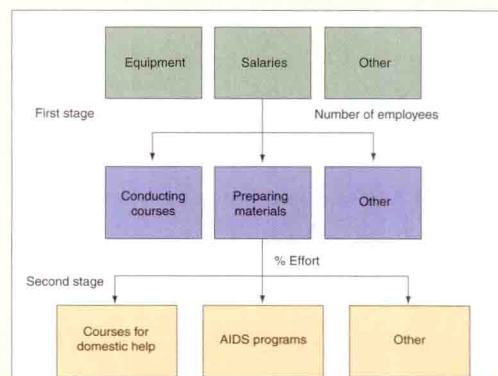 Equipment
Salaries
Other
First stage
Number of employees
Conducting
courses
Preparing
materials
Other
% Effort
Second stage
Courses for
domestic help
AIDS programs
Other